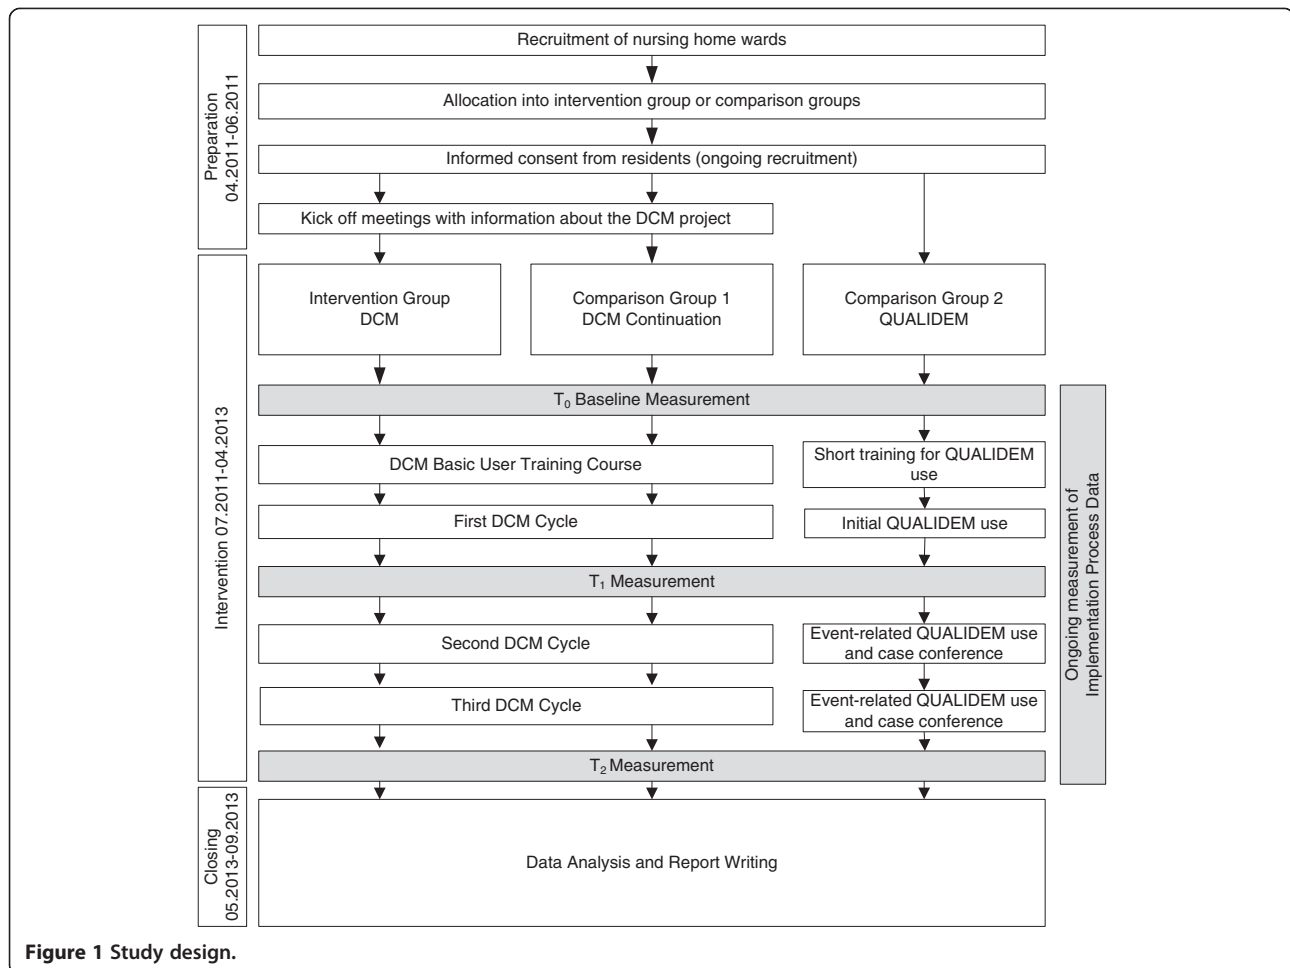 Preparation
04.2011-06.2011
Recruitment of nursing home wards
Allocation into intervention group or comparison groups
Informed consent from residents (ongoing recruitment)
Kick off meetings with information about the DCM project
Intervention 07.2011-04.2013
Intervention Group
DCM
Comparison Group 1
DCM Continuation
Comparison Group 2
QUALIDEM
T0 Baseline Measurement
DCM Basic User Training Course
Short training for QUALIDEM
use
First DCM Cycle
Initial QUALIDEM use
T1 Measurement
Second DCM Cycle
Event-related QUALIDEM use
and case conference
Third DCM Cycle
Event-related QUALIDEM use
and case conference
T2 Measurement
Ongoing measurement of
Implementation Process Data
Closing
05.2013-09.2013
Data Analysis and Report Writing
Figure 1 Study design.